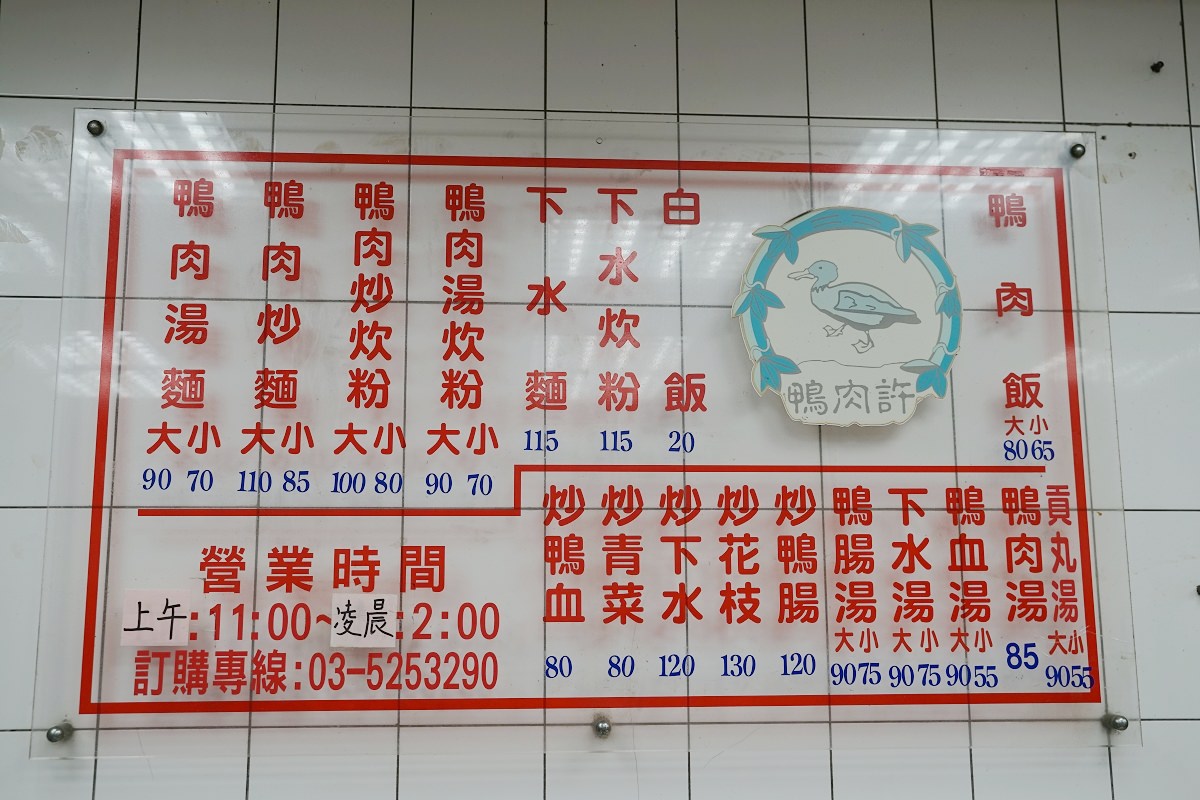 鴨肉飯
大 小
80 65
鴨肉許
白飯
20
下水炊粉
115
下水麵
115
鴨肉湯炊粉
大 小
90 70
鴨肉炒炊粉
大 小
100 80
鴨肉炒麵
大 小
110 85
鴨肉湯麵
大 小
90 70
貢丸湯
大 小
90 55
鴨肉湯
85
鴨血湯
大 小
90 55
下水湯
大 小
90 75
鴨腸湯
大 小
90 75
炒鴨腸
120
炒花枝
130
炒下水
120
炒青菜
80
炒鴨血
80
營業時間
上午:11:00~凌晨:2:00
訂購專線:03-5253290